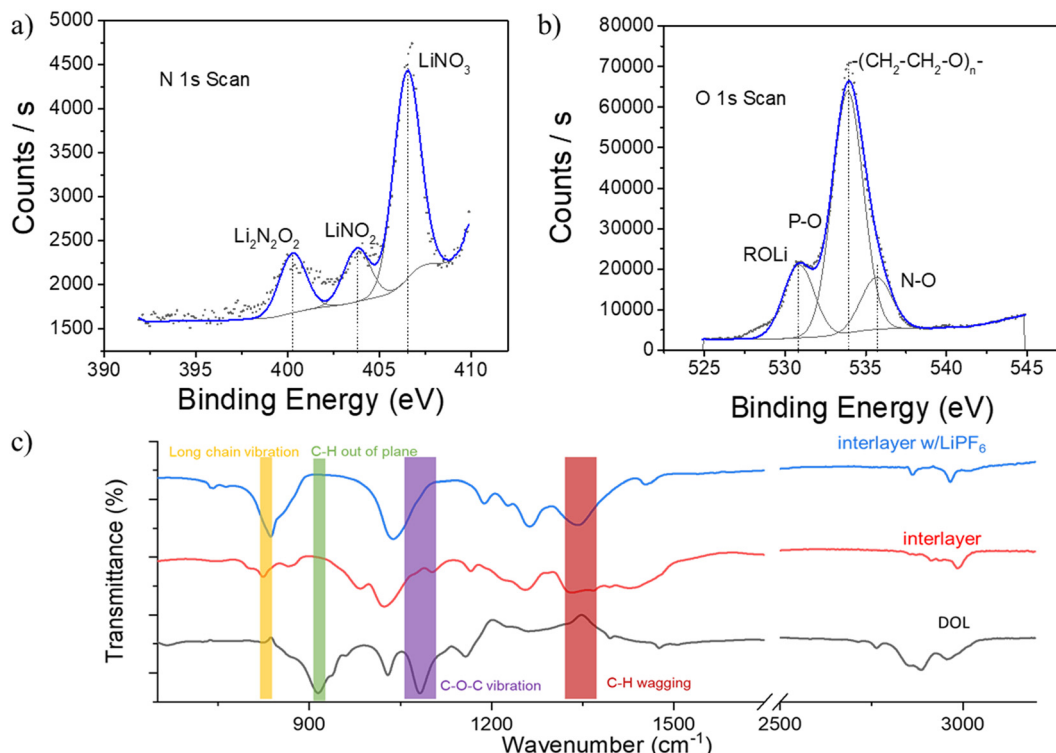 a)
N 1s Scan
LiNO3
Li2N2O2
LiNO2
Counts / s
5000
4500
4000
3500
3000
2500
2000
1500
390 395 400 405 410
Binding Energy (eV)
b)
O 1s Scan
-(CH2-CH2-O)n-
P-O
ROLi
N-O
Counts / s
80000
70000
60000
50000
40000
30000
20000
10000
0
525 530 535 540 545
Binding Energy (eV)
c)
Long chain vibration
C-H out of plane
interlayer w/LiPF6
interlayer
DOL
C-O-C vibration
C-H wagging
Transmittance (%)
900 1200 1500 2500 3000
Wavenumber (cm-1)